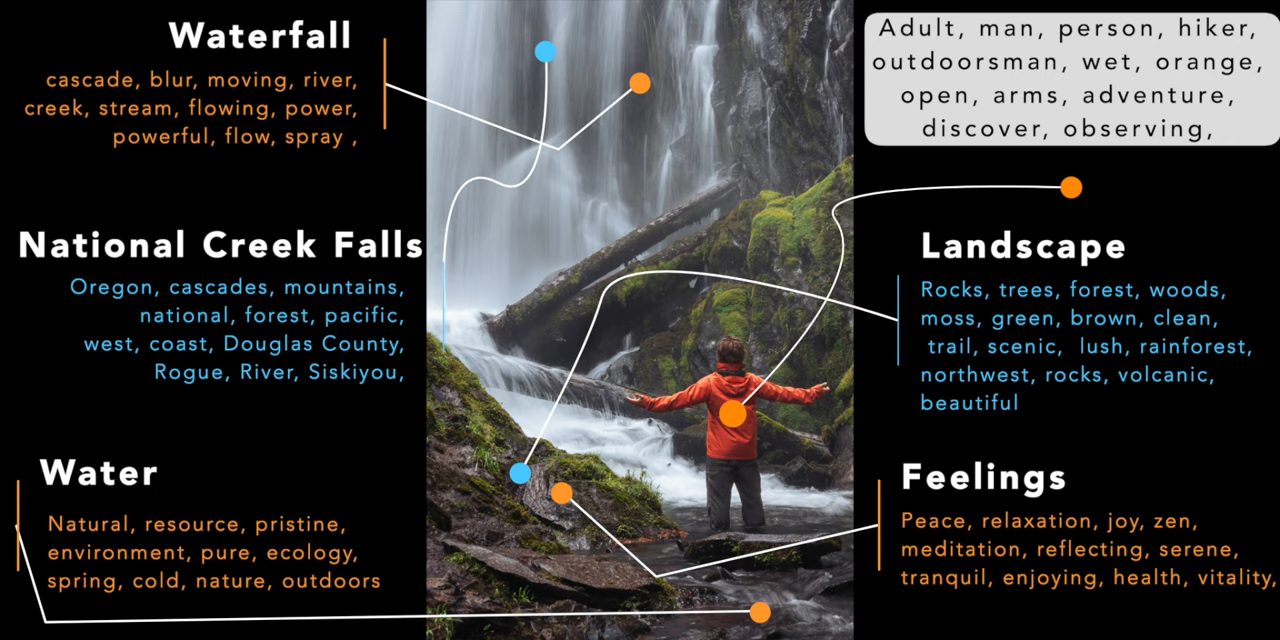 Waterfall
cascade, blur, moving, river,
creek, stream, flowing, power,
powerful, flow, spray ,
National Creek Falls
Oregon, cascades, mountains,
national, forest, pacific,
west, coast, Douglas County,
Rogue, River, Siskiyou,
Water
Natural, resource, pristine,
environment, pure, ecology,
spring, cold, nature, outdoors
Adult, man, person, hiker,
outdoorsman, wet, orange,
open, arms, adventure,
discover, observing,
Landscape
Rocks, trees, forest, woods,
moss, green, brown, clean,
trail, scenic, lush, rainforest,
northwest, rocks, volcanic,
beautiful
Feelings
Peace, relaxation, joy, zen,
meditation, reflecting, serene,
tranquil, enjoying, health, vitality,